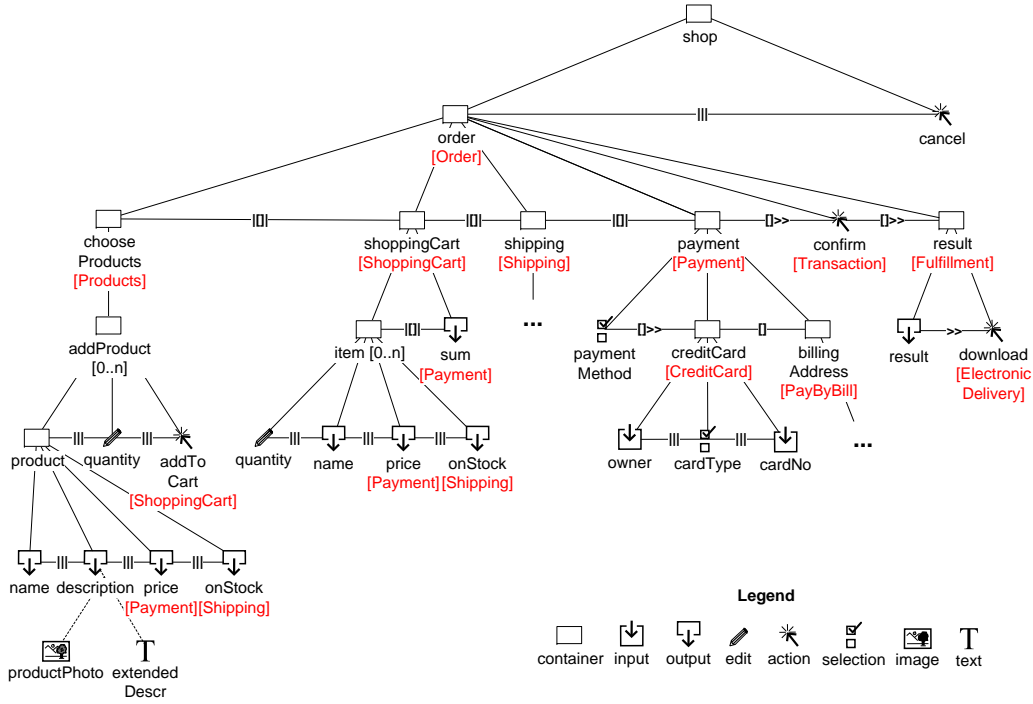 shop
|||
order
[Order]
cancel
|[]|
|[]|
|[]|
[]>>
[]>>
choose
Products
[Products]
shoppingCart
[ShoppingCart]
shipping
[Shipping]
payment
[Payment]
confirm
[Transaction]
result
[Fulfillment]
...
addProduct
[0..n]
item [0..n]
|[]|
sum
[Payment]
payment
Method
[]>>
creditCard
[CreditCard]
[]
billing
Address
[PayByBill]
result
>>
download
[Electronic
Delivery]
product
|||
quantity
|||
addTo
Cart
[ShoppingCart]
quantity
|||
name
|||
price
[Payment]
|||
onStock
[Shipping]
owner
|||
cardType
|||
cardNo
...
name
|||
description
|||
price
[Payment]
|||
onStock
[Shipping]
productPhoto
T
extended
Descr
Legend
container
input
output
edit
action
selection
image
T
text